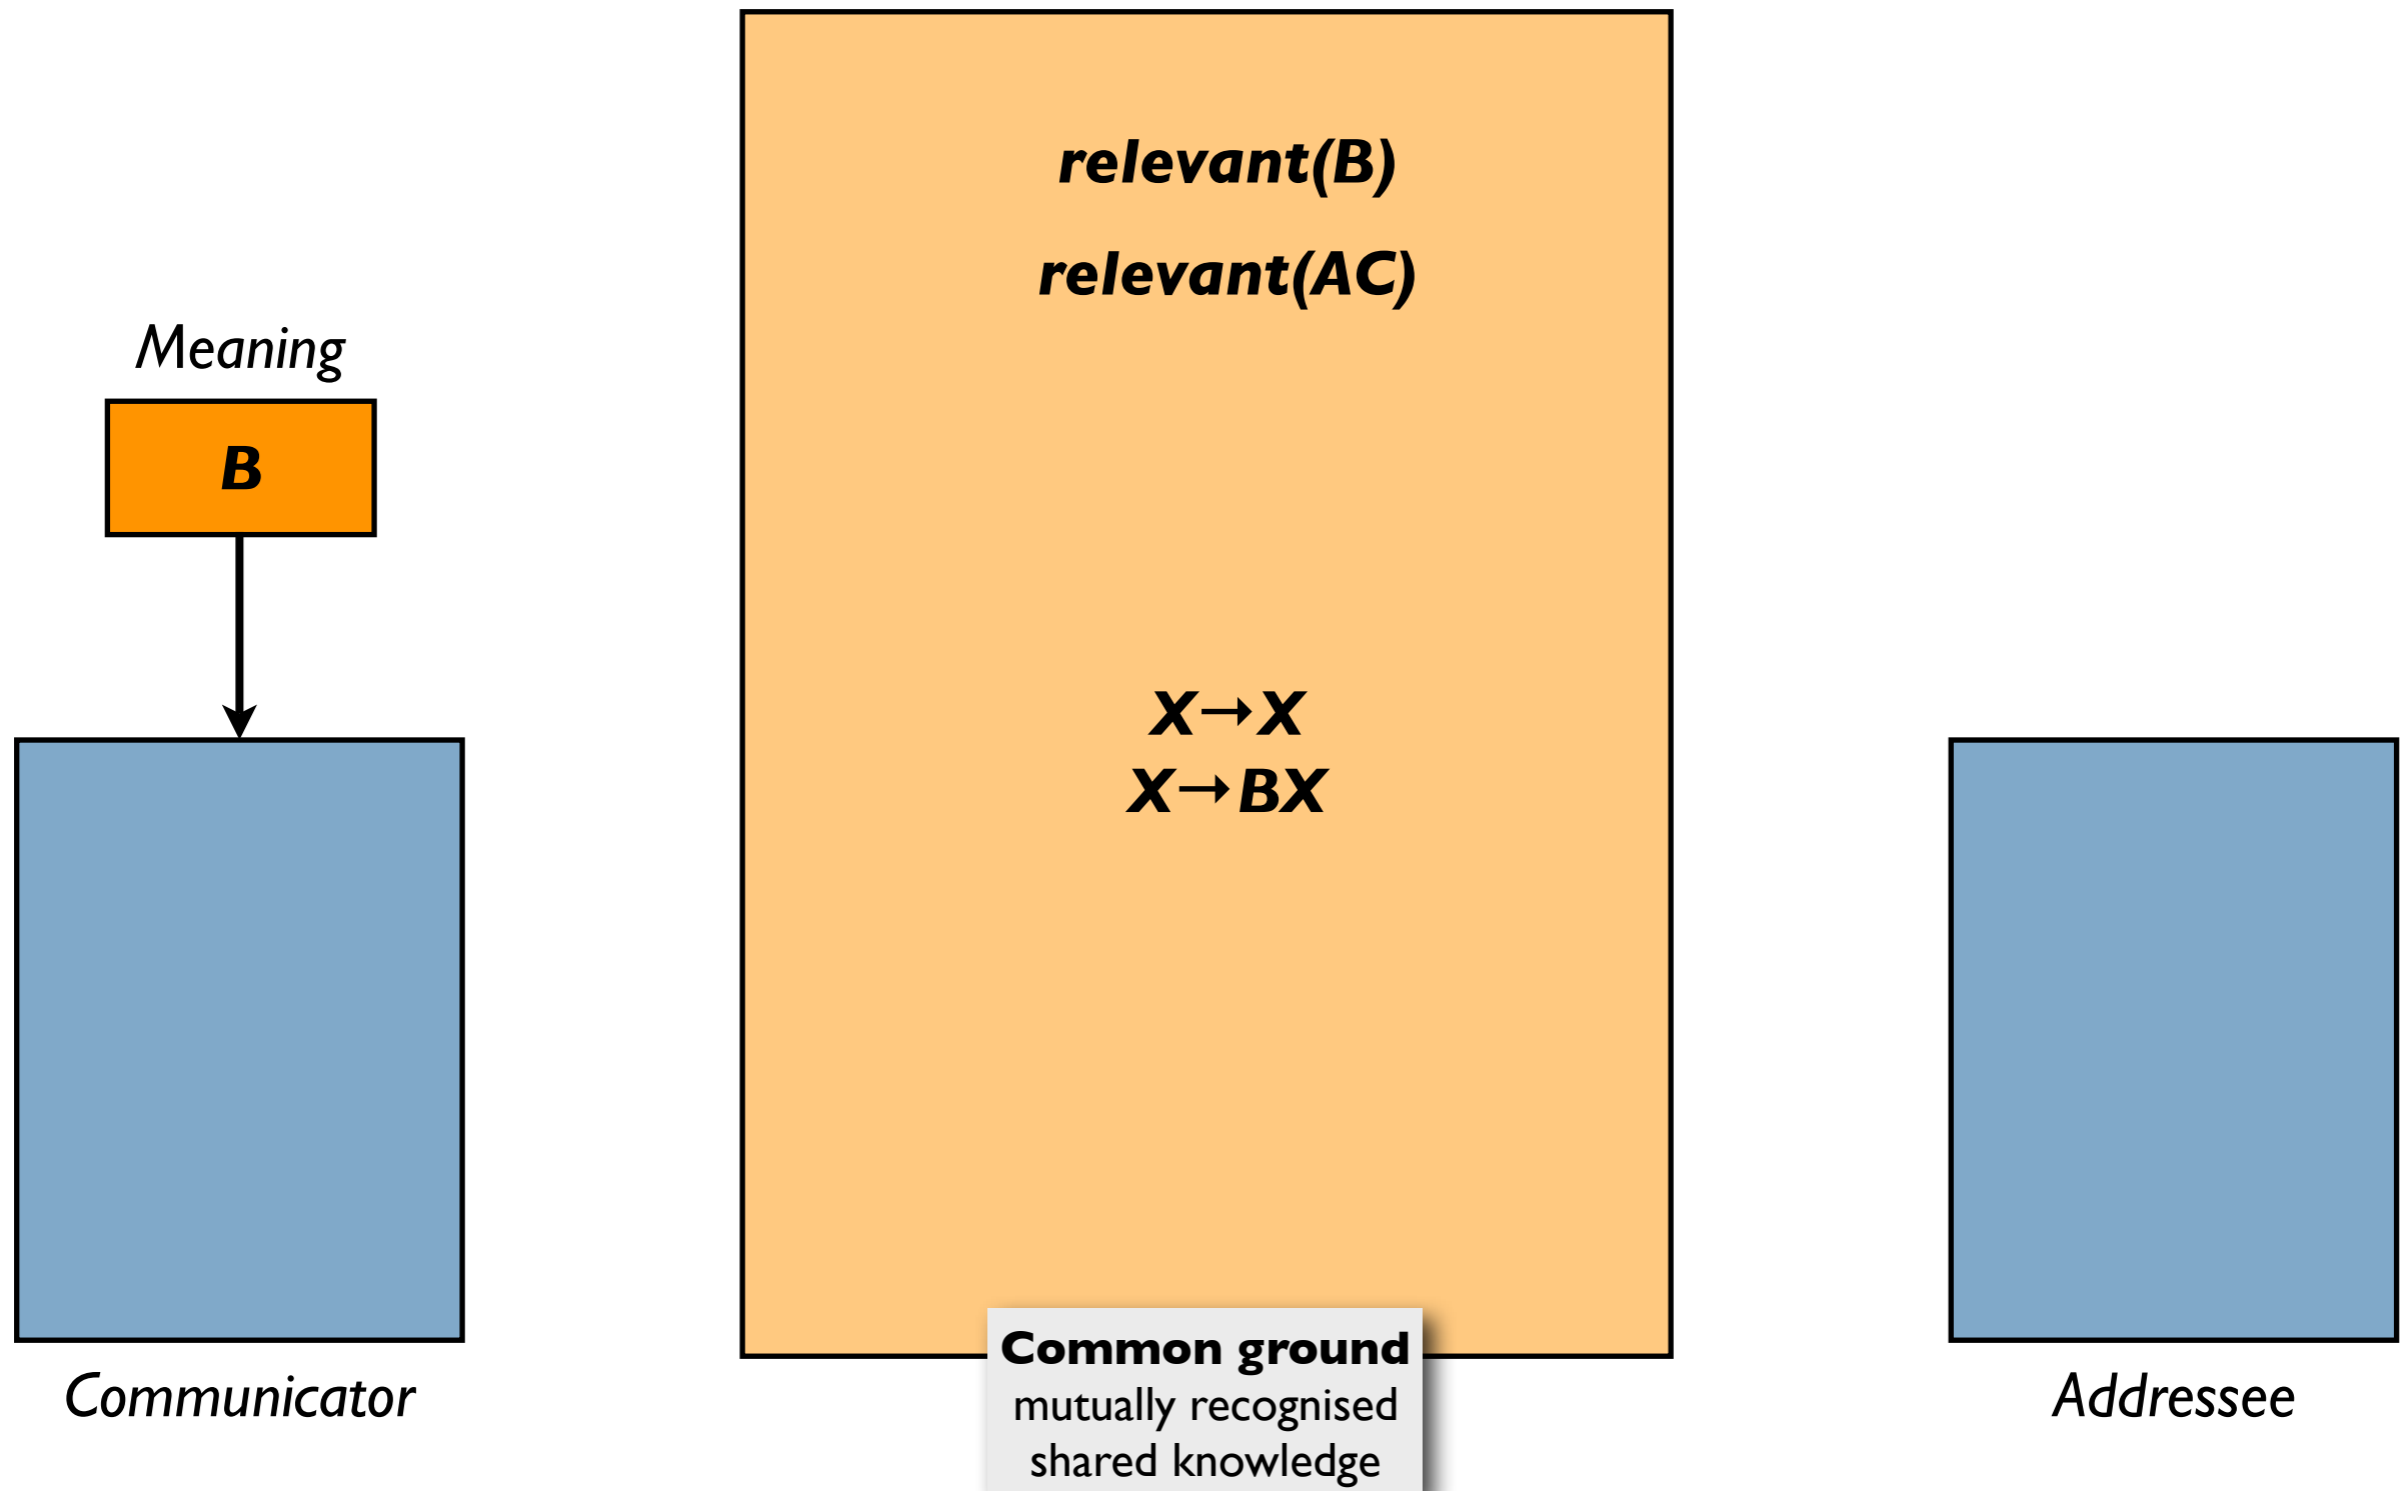 relevant(B)
relevant(AC)
Meaning
B
X→X
X→BX
Common ground
mutually recognised
shared knowledge
Communicator
Addressee